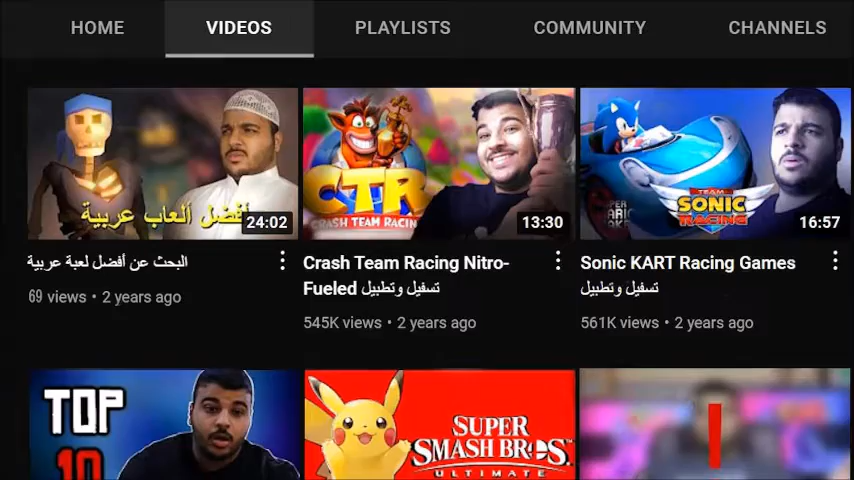 HOME VIDEOS PLAYLISTS COMMUNITY CHANNELS
أفضل ألعاب عربية
24:02
CTR
CRASH TEAM RACIN
13:30
TEAM
SONIC
RACING
16:57
البحث عن أفضل لعبة عربية
69 views • 2 years ago
Crash Team Racing Nitro-
Fueled تسفيل وتطبيل
545K views • 2 years ago
Sonic KART Racing Games
تسفيل وتطبيل
561K views • 2 years ago
TOP
10
SUPER
SMASH BROS.
ULTIMATE
!